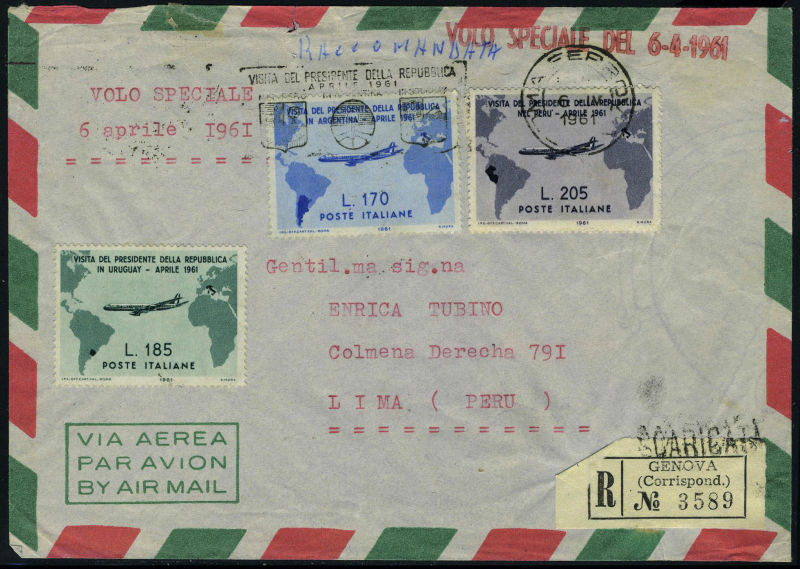 VOLO SPECIALE DEL 6-4-1961
RACCOMANDATA
VISITA DEL PRESIDENTE DELLA REPUBBLICA
APRILE 1961
VOLO SPECIALE
6 aprile 1961
= = = = = = = =
1961
VISITA DEL PRESIDENTE DELLA REPUBBLICA
IN ARGENTINA - APRILE 1961
L. 170
POSTE ITALIANE
1961
VISITA DEL PRESIDENTE DELLA REPUBBLICA
NEL PERU' - APRILE 1961
L. 205
POSTE ITALIANE
1961
VISITA DEL PRESIDENTE DELLA REPUBBLICA
IN URUGUAY - APRILE 1961
L. 185
POSTE ITALIANE
1961
Gentil.ma sig.na
ENRICA TUBINO
Colmena Derecha 791
LIMA ( PERU )
= = = = = = = = = = =
VIA AEREA
PAR AVION
BY AIR MAIL
SCARICATA
GENOVA
(Corrispond.)
R № 3589